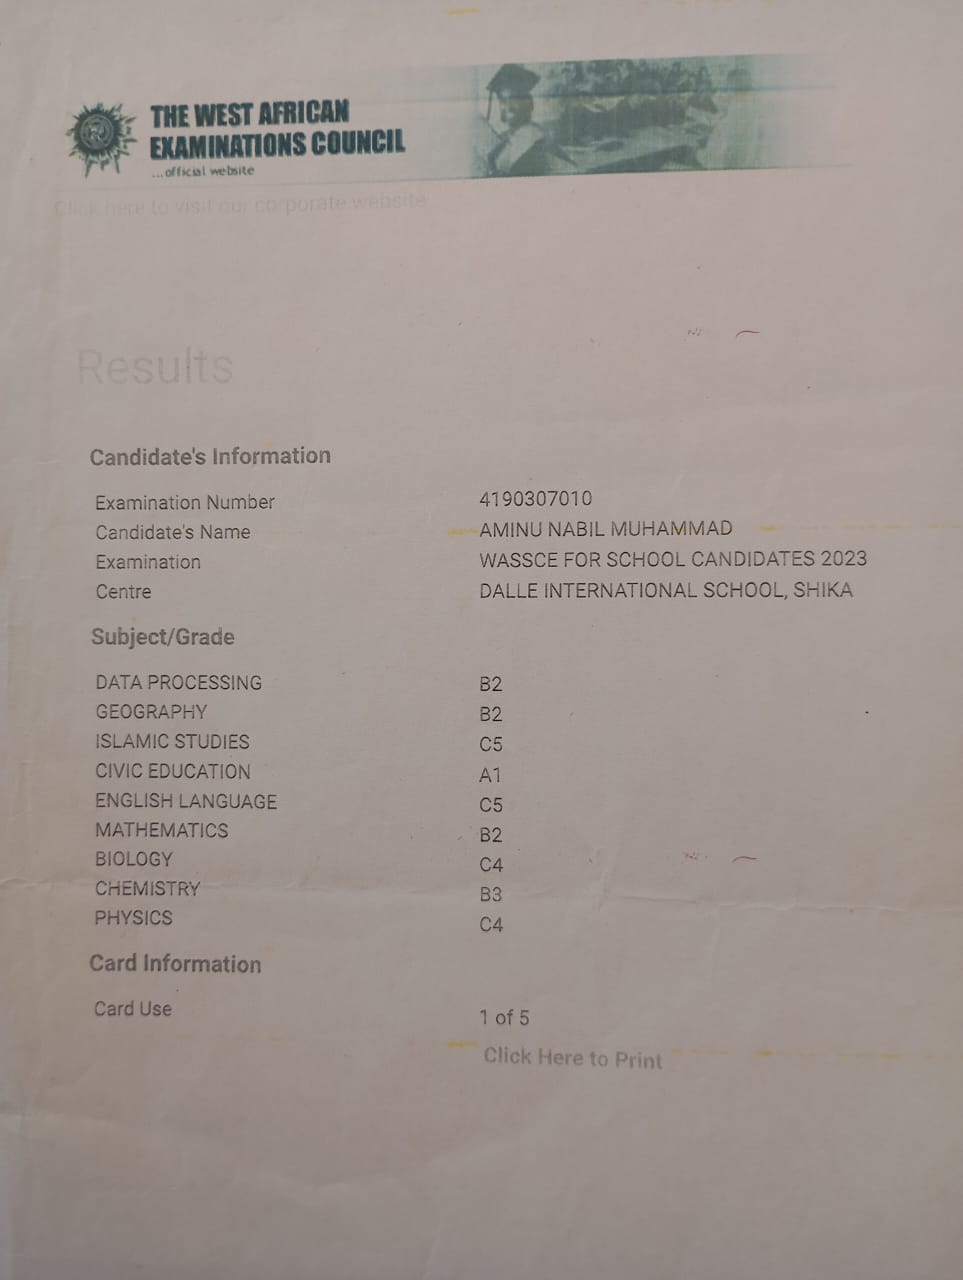 THE WEST AFRICAN
EXAMINATIONS COUNCIL
...official website
Click here to visit our corporate website
Results
Candidate's Information
Examination Number 4190307010
Candidate's Name AMINU NABIL MUHAMMAD
Examination WASSCE FOR SCHOOL CANDIDATES 2023
Centre DALLE INTERNATIONAL SCHOOL, SHIKA
Subject/Grade
DATA PROCESSING B2
GEOGRAPHY B2
ISLAMIC STUDIES C5
CIVIC EDUCATION A1
ENGLISH LANGUAGE C5
MATHEMATICS B2
BIOLOGY C4
CHEMISTRY B3
PHYSICS C4
Card Information
Card Use 1 of 5
Click Here to Print